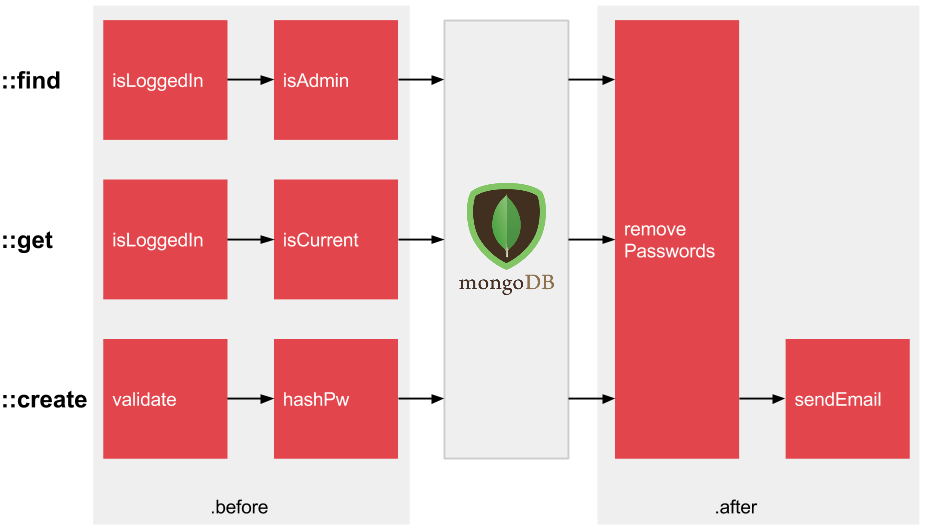 ::find
isLoggedIn
isAdmin
::get
isLoggedIn
isCurrent
mongoDB
remove
Passwords
::create
validate
hashPw
sendEmail
.before
.after